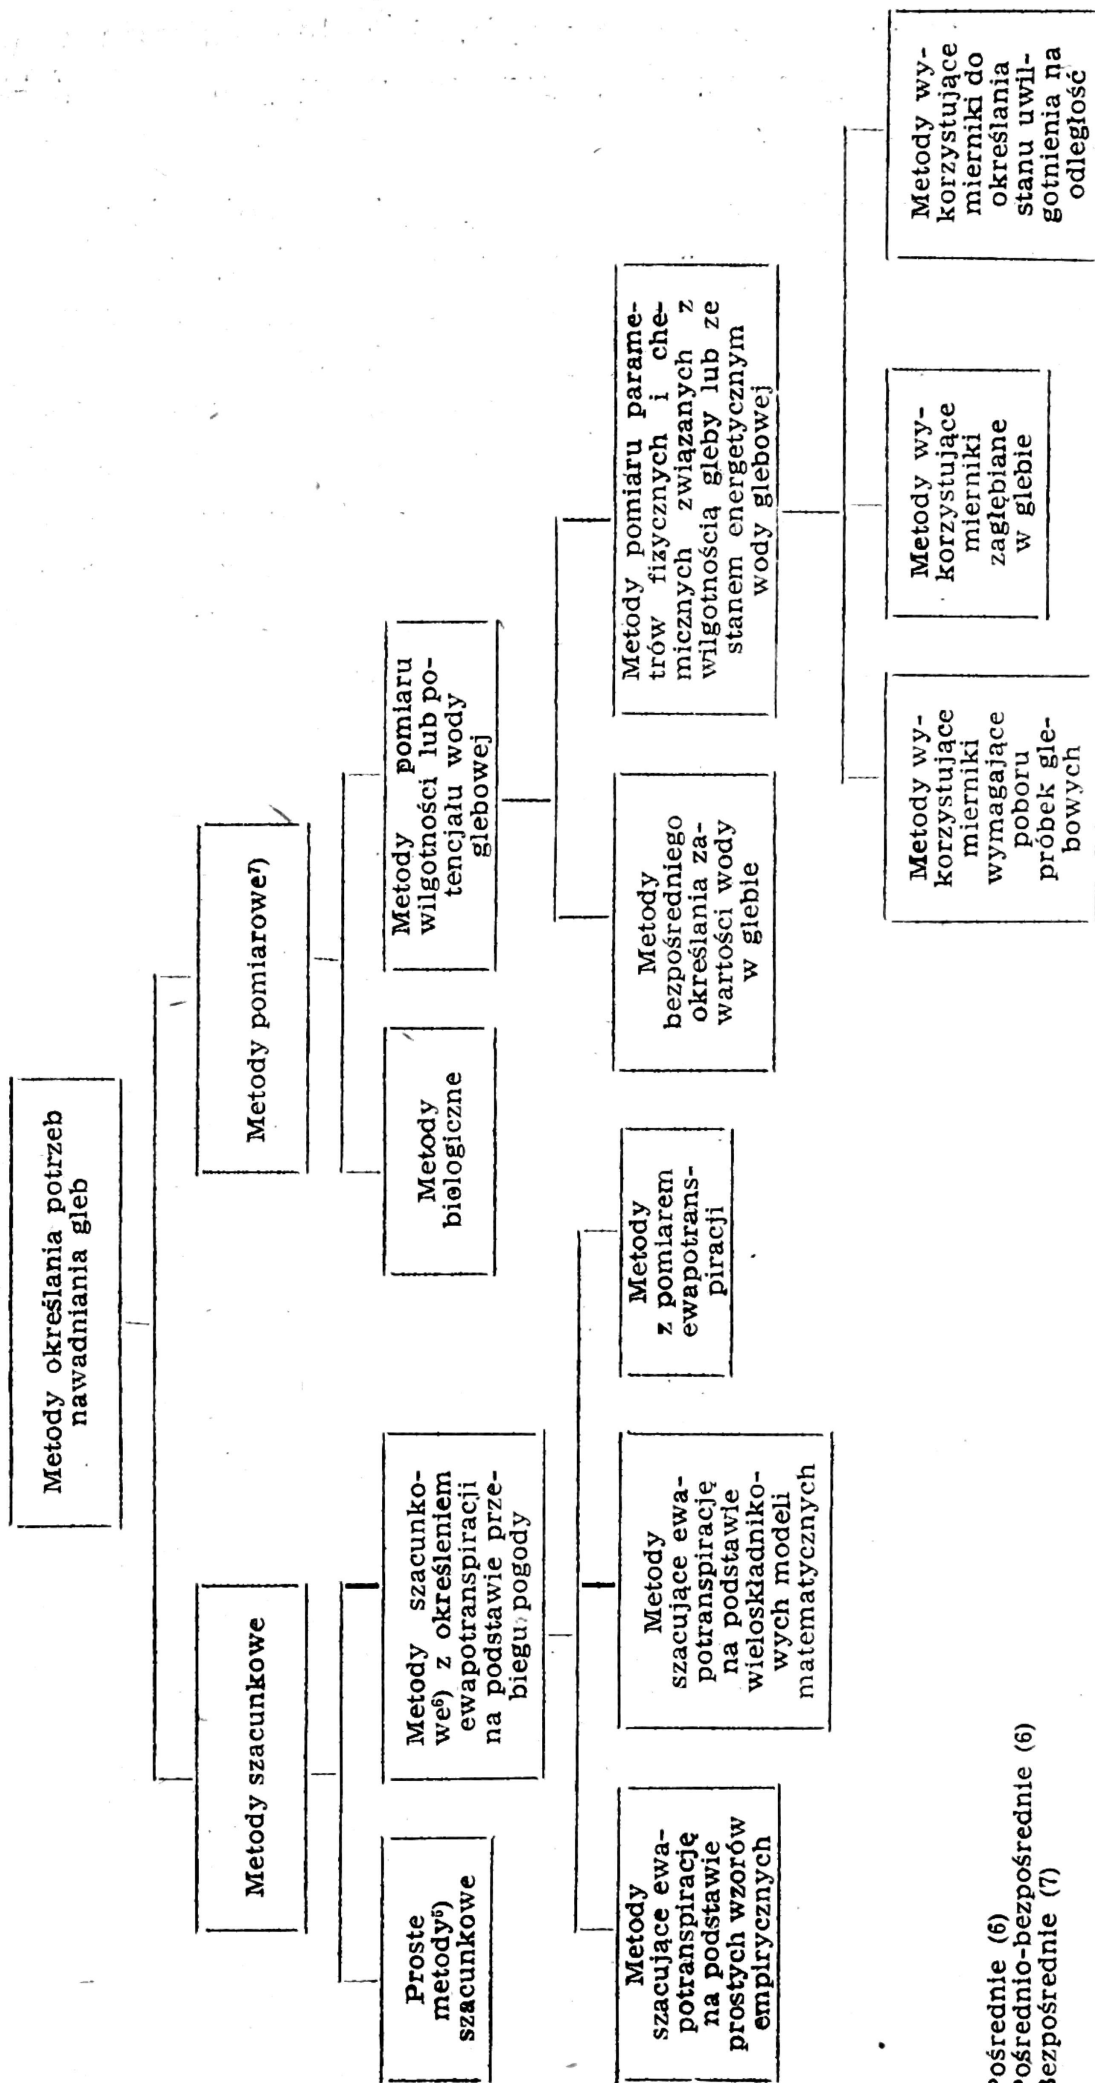 Metody określania potrzeb
nawadniania gleb
Metody szacunkowe
Metody pomiarowe⁷)
Proste
metody⁵)
szacunkowe
Metody szacunko-
we⁶) z określeniem
ewapotranspiracji
na podstawie prze-
biegu pogody
Metody
biologiczne
Metody pomiaru
wilgotności lub po-
tencjału wody
glebowej
Metody
szacujące ewa-
potranspirację
na podstawie
prostych wzorów
empirycznych
Metody
szacujące ewa-
potranspirację
na podstawie
wieloskładniko-
wych modeli
matematycznych
Metody
z pomiarem
ewapotrans-
piracji
Metody
bezpośredniego
określania za-
wartości wody
w glebie
Metody pomiaru parame-
trów fizycznych i che-
micznych związanych z
wilgotnością gleby lub ze
stanem energetycznym
wody glebowej
Metody wy-
korzystujące
mierniki
wymagające
poboru
próbek gle-
bowych
Metody wy-
korzystujące
mierniki
zagłębiane
w glebie
Metody wy-
korzystujące
mierniki do
określania
stanu uwil-
gotnienia na
odległość
Pośrednie (6)
Pośrednio-bezpośrednie (6)
Bezpośrednie (7)